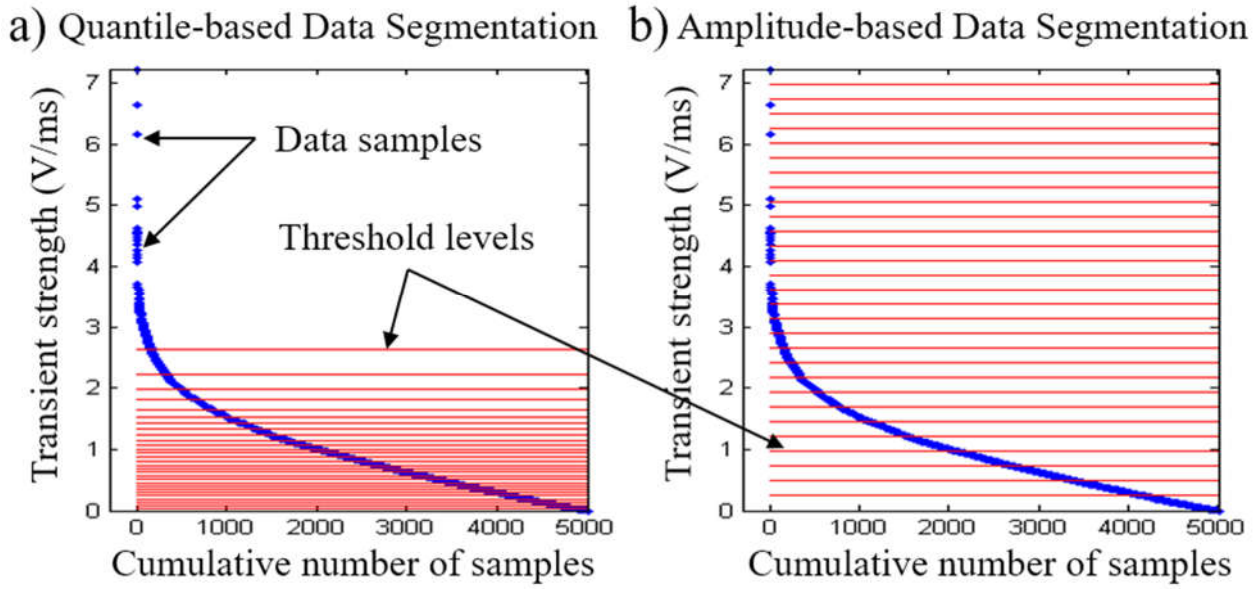 a) Quantile-based Data Segmentation
7
6
5
4
3
2
1
0
0 1000 2000 3000 4000 5000
Transient strength (V/ms)
Cumulative number of samples
Data samples
Threshold levels
b) Amplitude-based Data Segmentation
7
6
5
4
3
2
1
0
0 1000 2000 3000 4000 5000
Transient strength (V/ms)
Cumulative number of samples